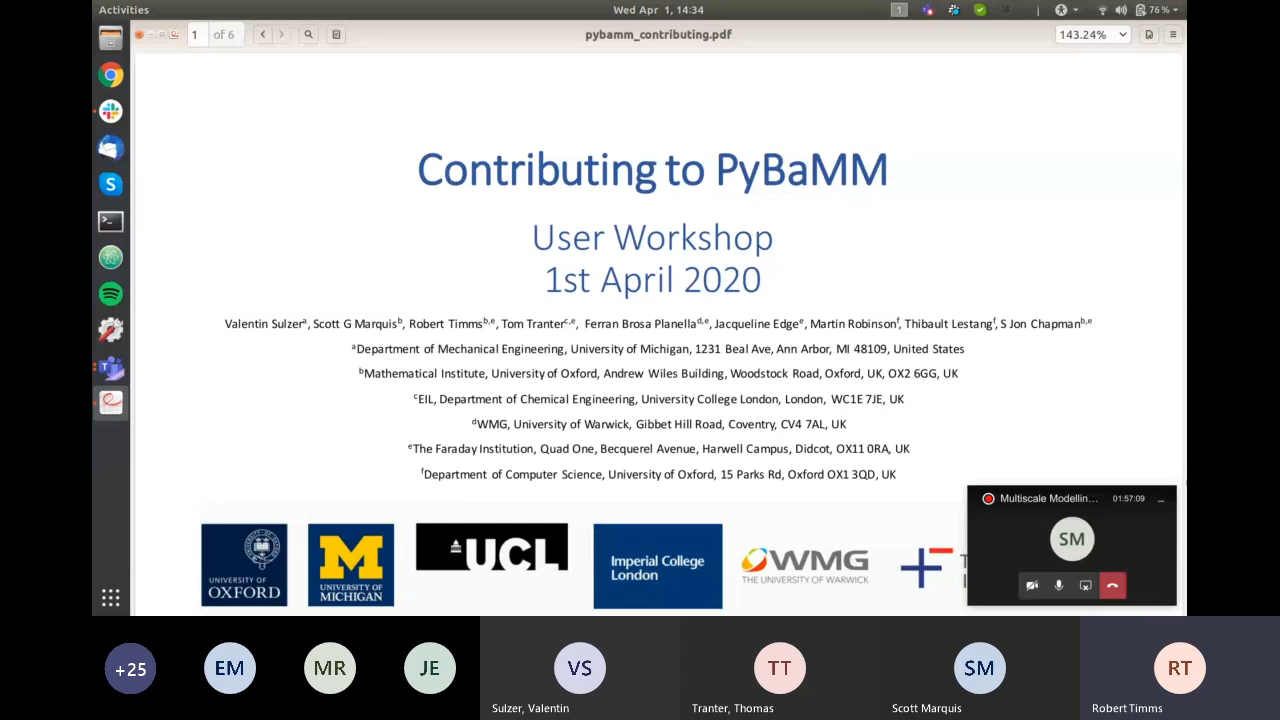 Activities
Wed Apr 1, 14:34
1
76 %
1 of 6
pybamm_contributing.pdf
143.24%
Contributing to PyBaMM
User Workshop
1st April 2020
Valentin Sulzerᵃ, Scott G Marquisᵇ, Robert Timmsᵇ,ᵉ, Tom Tranterᶜ,ᵉ, Ferran Brosa Planellaᵈ,ᵉ, Jacqueline Edgeᵉ, Martin Robinsonᶠ, Thibault Lestangᶠ, S Jon Chapmanᵇ,ᵉ
ᵃDepartment of Mechanical Engineering, University of Michigan, 1231 Beal Ave, Ann Arbor, MI 48109, United States
ᵇMathematical Institute, University of Oxford, Andrew Wiles Building, Woodstock Road, Oxford, UK, OX2 6GG, UK
ᶜEIL, Department of Chemical Engineering, University College London, London, WC1E 7JE, UK
ᵈWMG, University of Warwick, Gibbet Hill Road, Coventry, CV4 7AL, UK
ᵉThe Faraday Institution, Quad One, Becquerel Avenue, Harwell Campus, Didcot, OX11 0RA, UK
ᶠDepartment of Computer Science, University of Oxford, 15 Parks Rd, Oxford OX1 3QD, UK
UNIVERSITY OF
OXFORD
M
UNIVERSITY OF
MICHIGAN
UCL
Imperial College
London
WMG
THE UNIVERSITY OF WARWICK
Multiscale Modellin... 01:57:09
SM
+25
EM
MR
JE
VS
Sulzer, Valentin
TT
Tranter, Thomas
SM
Scott Marquis
RT
Robert Timms